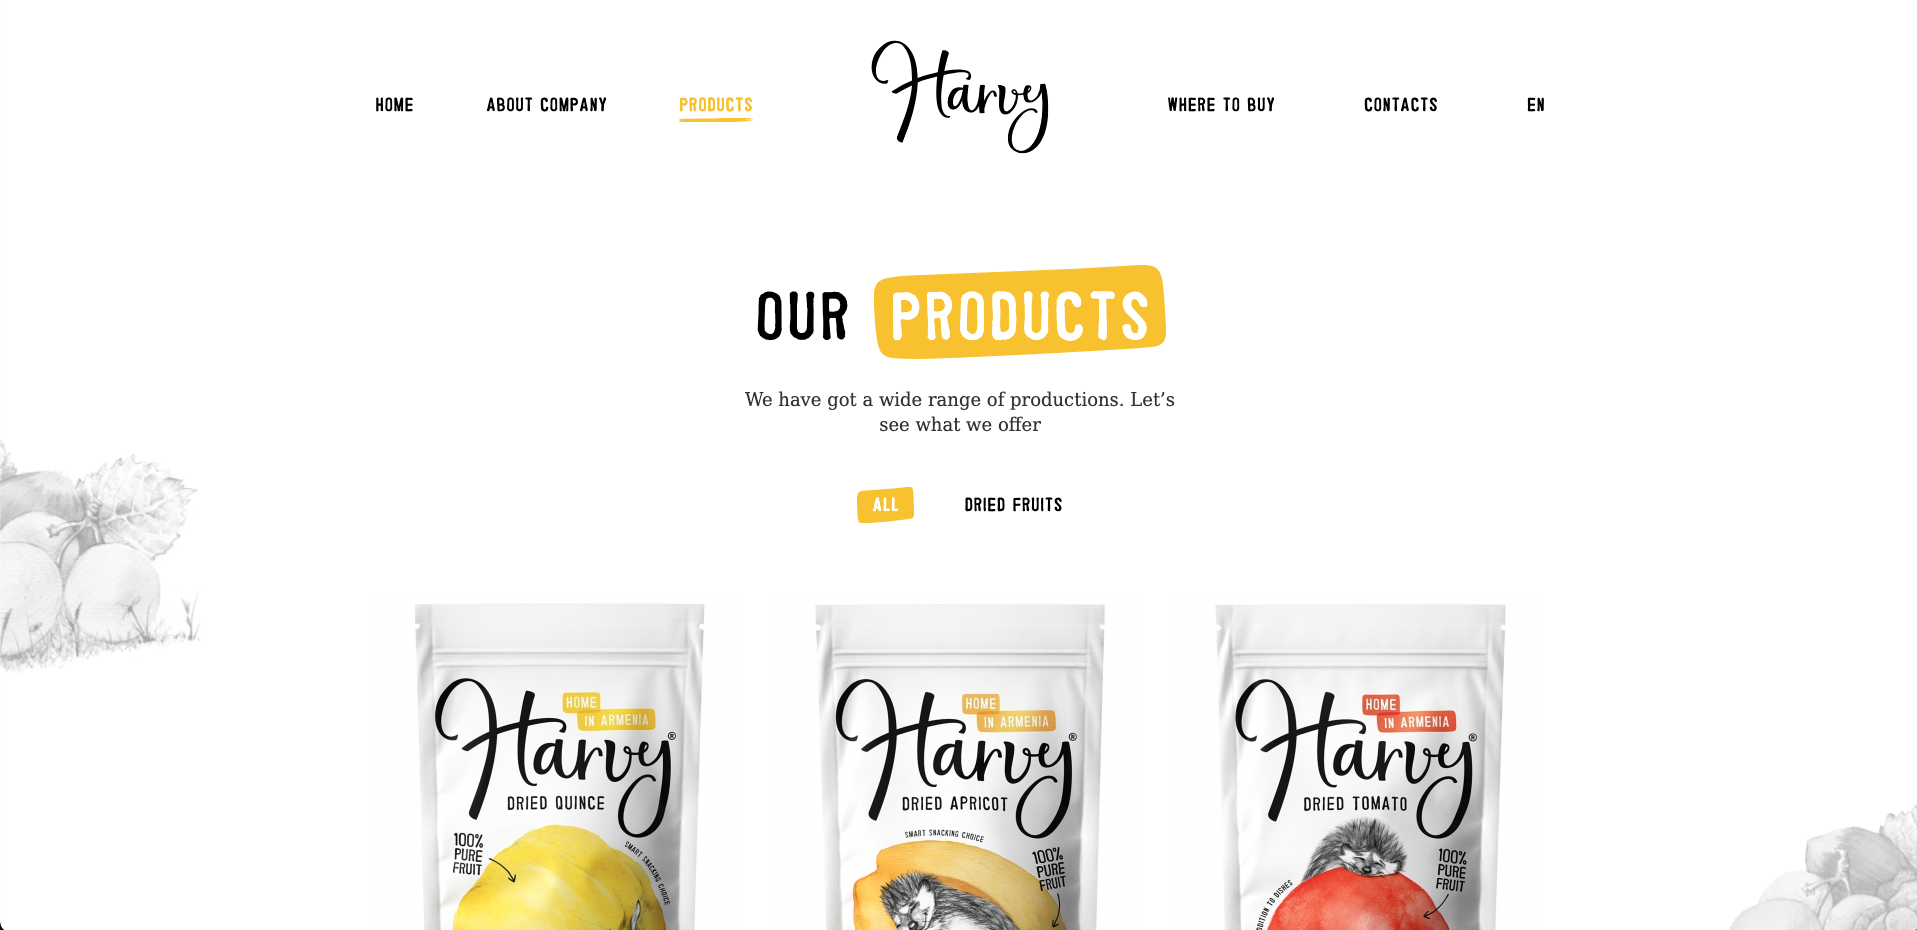 HOME
ABOUT COMPANY
PRODUCTS
Harvy
WHERE TO BUY
CONTACTS
EN
OUR PRODUCTS
We have got a wide range of productions. Let’s
see what we offer
ALL
DRIED FRUITS
HOME
IN ARMENIA
Harvy®
DRIED QUINCE
100%
PURE
FRUIT
SMART SNACKING CHOICE
HOME
IN ARMENIA
Harvy®
DRIED APRICOT
SMART SNACKING CHOICE
100%
PURE
FRUIT
HOME
IN ARMENIA
Harvy®
DRIED TOMATO
100%
PURE
FRUIT
TO DISHES